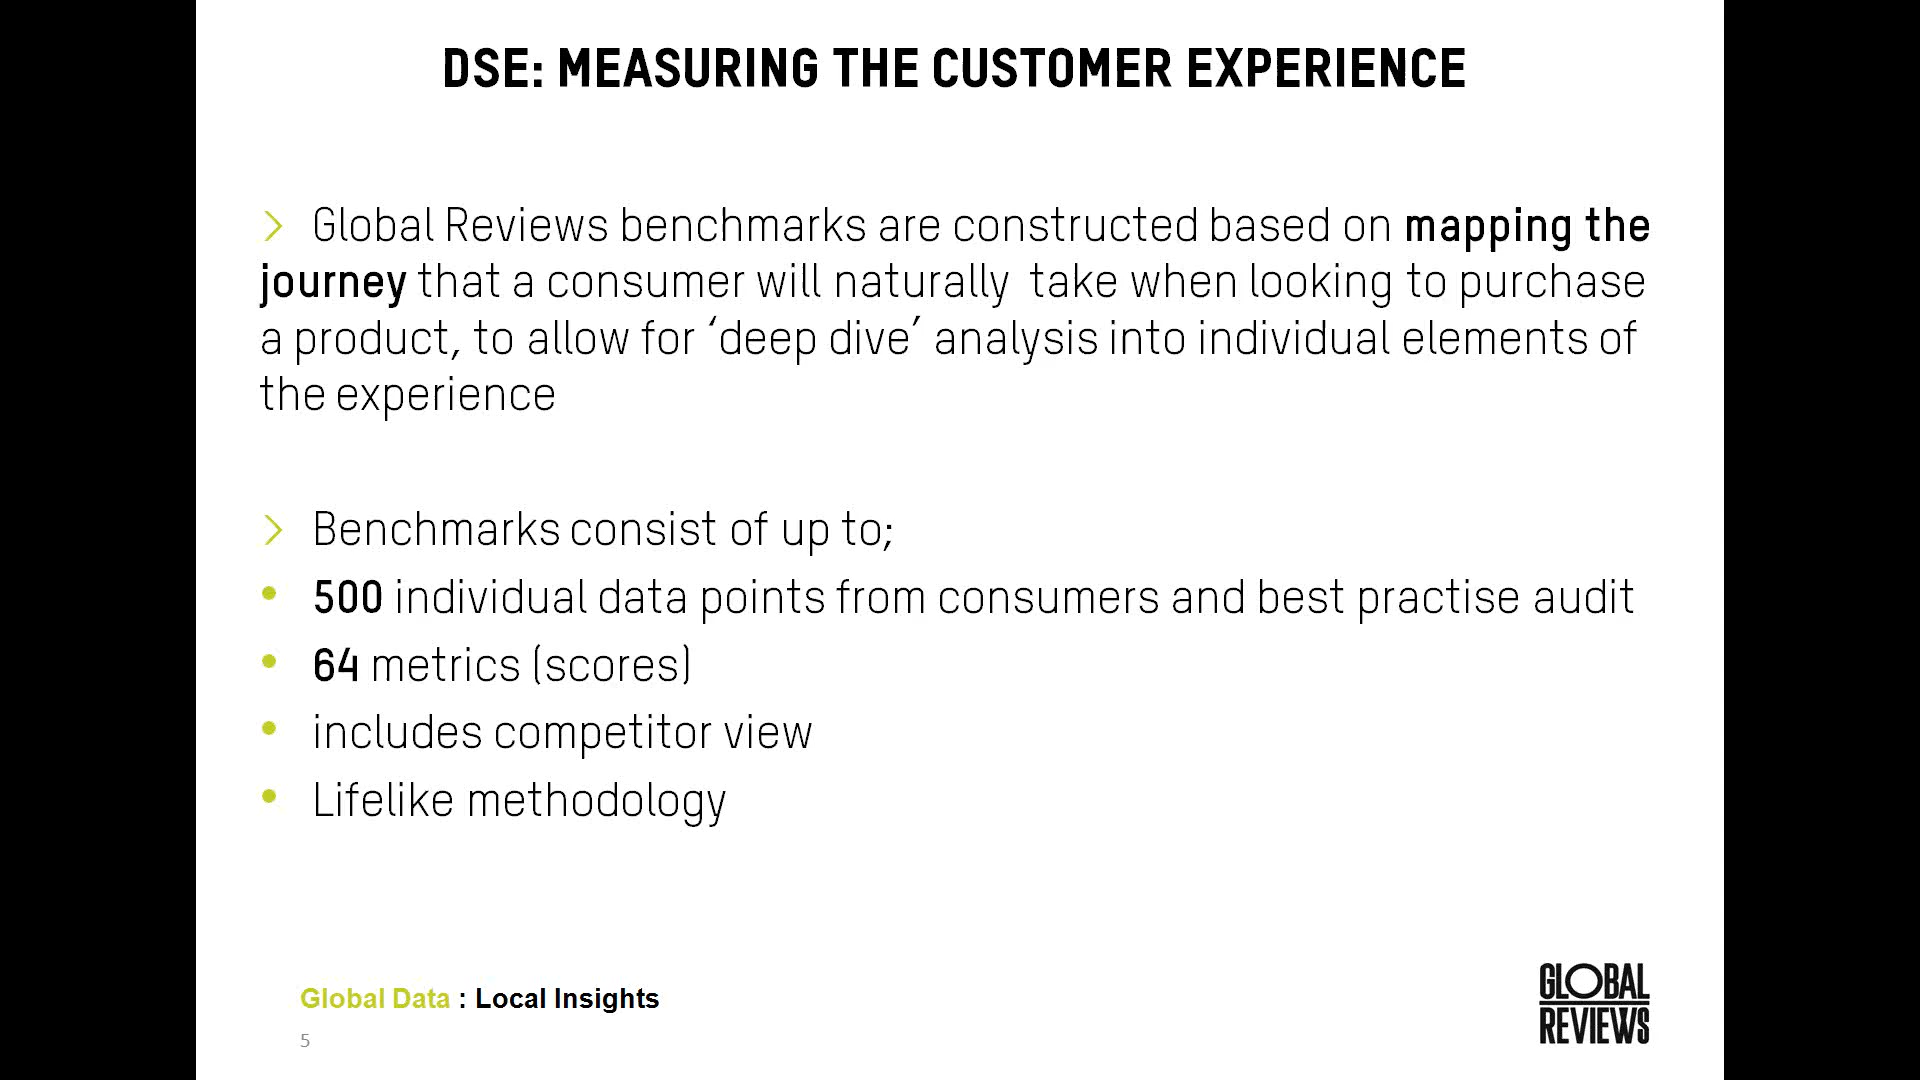 DSE: MEASURING THE CUSTOMER EXPERIENCE
> Global Reviews benchmarks are constructed based on mapping the
journey that a consumer will naturally take when looking to purchase
a product, to allow for ‘deep dive’ analysis into individual elements of
the experience
> Benchmarks consist of up to;
• 500 individual data points from consumers and best practise audit
• 64 metrics (scores)
• includes competitor view
• Lifelike methodology
Global Data : Local Insights
5
GLOBAL
REVIEWS